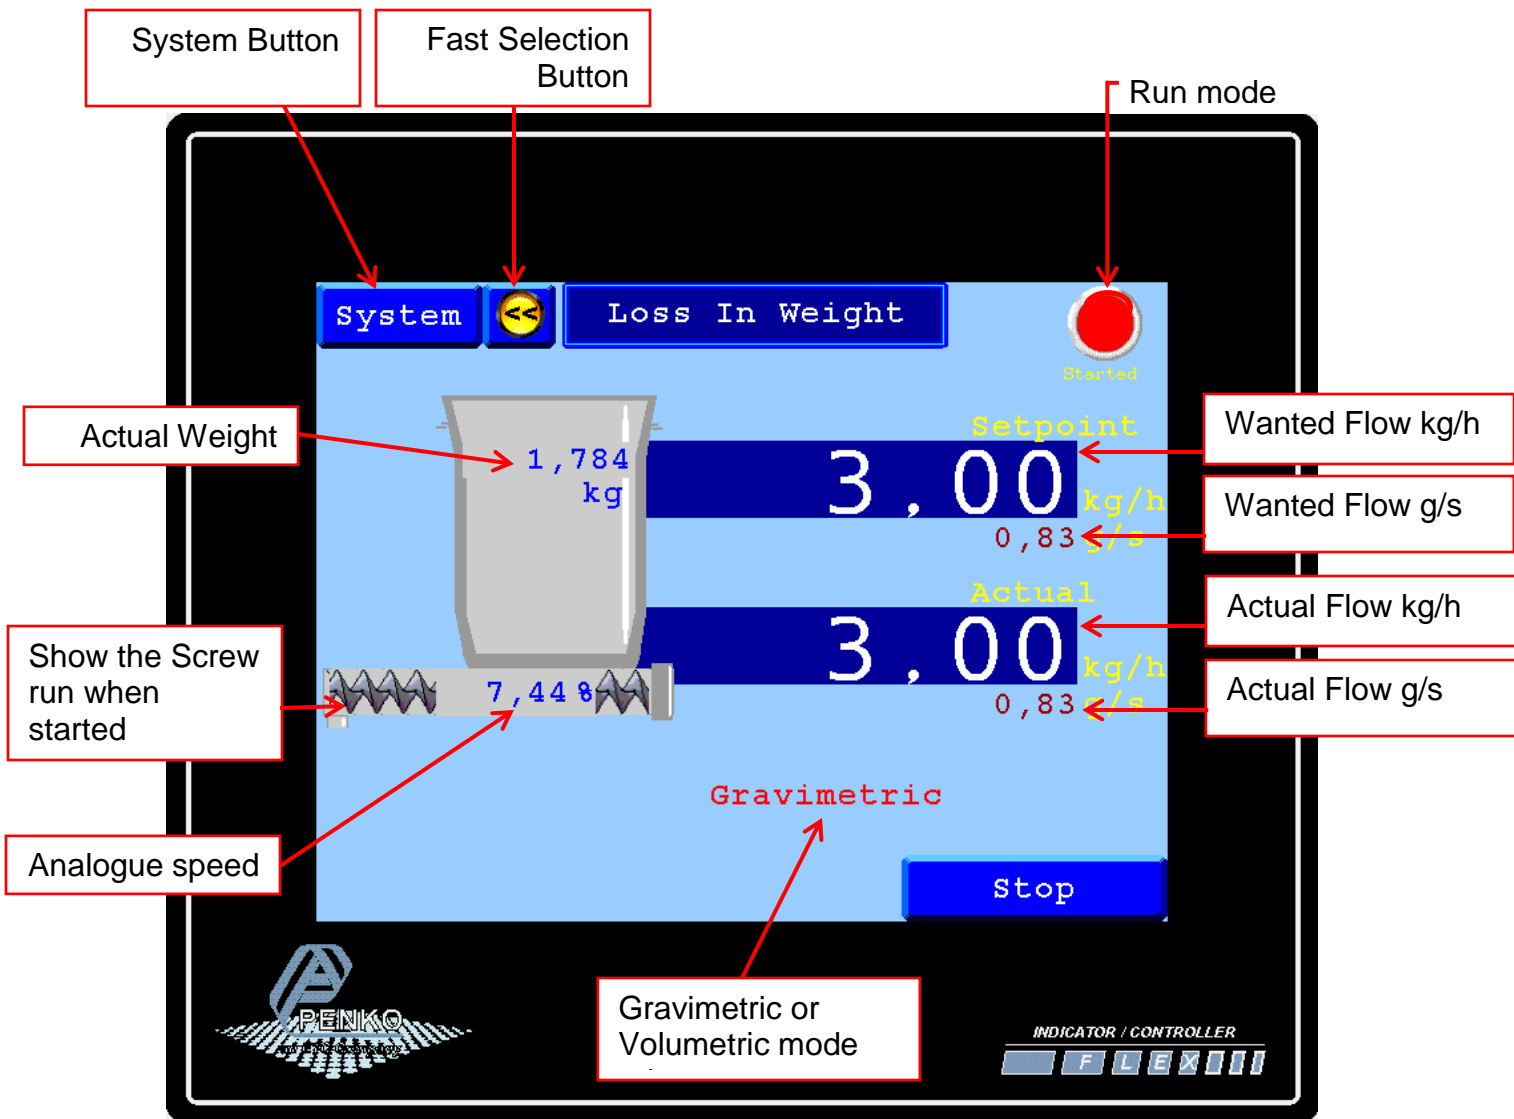 System Button
Fast Selection
Button
Run mode
System
<<
Loss In Weight
Started
Actual Weight
1,784
kg
Setpoint
3,00
kg/h
0,83 g/s
Wanted Flow kg/h
Wanted Flow g/s
Actual
3,00
kg/h
0,83 g/s
Actual Flow kg/h
Actual Flow g/s
Show the Screw
run when
started
7,44%
Gravimetric
Analogue speed
Stop
Gravimetric or
Volumetric mode
PENKO
INDICATOR / CONTROLLER
FLEX